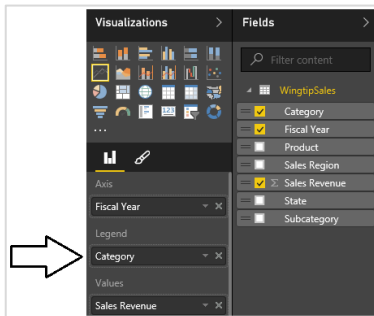 Visualizations >
Fields >
Filter content
WingtipSales
Category
Fiscal Year
Product
Sales Region
Σ Sales Revenue
State
Subcategory
...
Axis
Fiscal Year
Legend
Category
Values
Sales Revenue